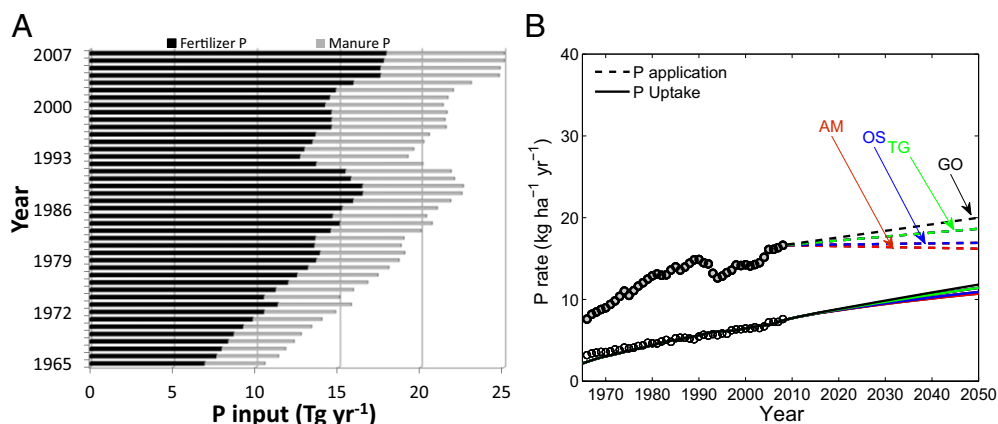 A
Fertilizer P Manure P
Year
2007
2000
1993
1986
1979
1972
1965
0 5 10 15 20 25
P input (Tg yr⁻¹)
B
P rate (kg ha⁻¹ yr⁻¹)
40
30
20
10
0
P application
P Uptake
AM
OS
TG
GO
1970 1980 1990 2000 2010 2020 2030 2040 2050
Year